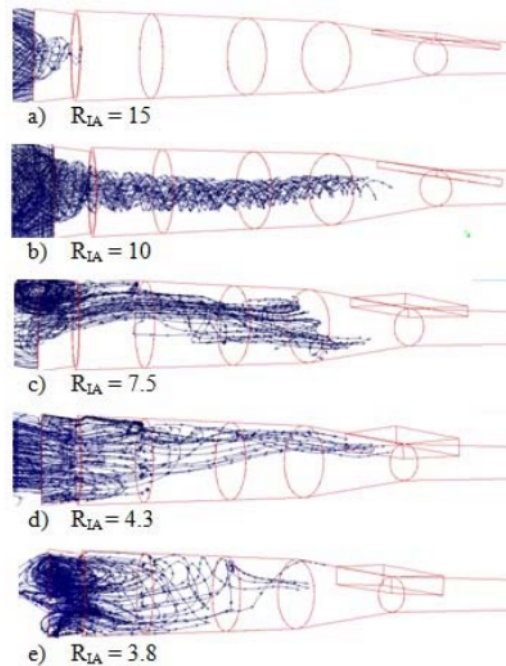 a) R_IA = 15
b) R_IA = 10
c) R_IA = 7.5
d) R_IA = 4.3
e) R_IA = 3.8